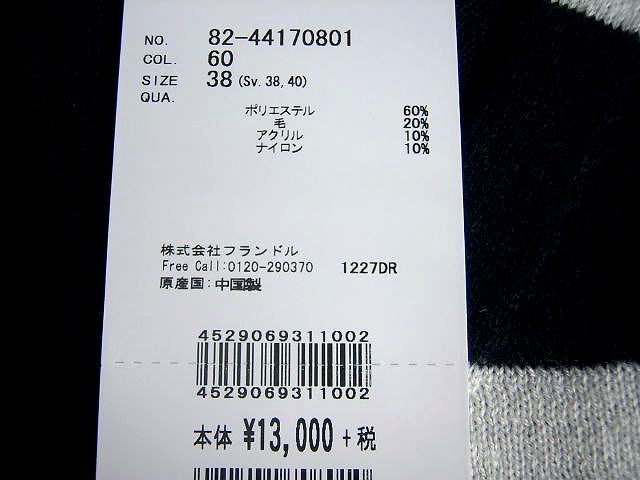 NO. 82-44170801
COL. 60
SIZE 38 (Sv. 38, 40)
QUA.
ポリエステル 60%
毛 20%
アクリル 10%
ナイロン 10%
株式会社フランドル
Free Call:0120-290370 1227DR
原産国:中国製
4529069311002
4529069311002
本体 ¥13,000 +税